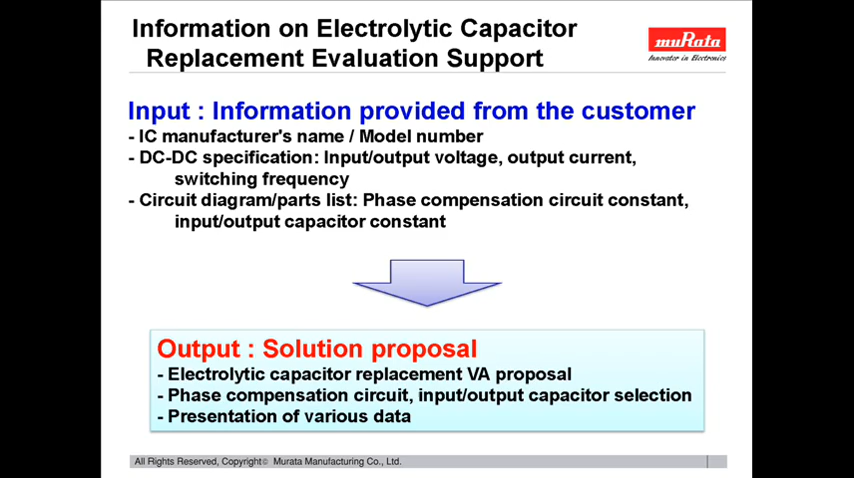 Information on Electrolytic Capacitor
Replacement Evaluation Support
muRata
Innovator in Electronics
Input : Information provided from the customer
- IC manufacturer's name / Model number
- DC-DC specification: Input/output voltage, output current,
switching frequency
- Circuit diagram/parts list: Phase compensation circuit constant,
input/output capacitor constant
Output : Solution proposal
- Electrolytic capacitor replacement VA proposal
- Phase compensation circuit, input/output capacitor selection
- Presentation of various data
All Rights Reserved, Copyright© Murata Manufacturing Co., Ltd.